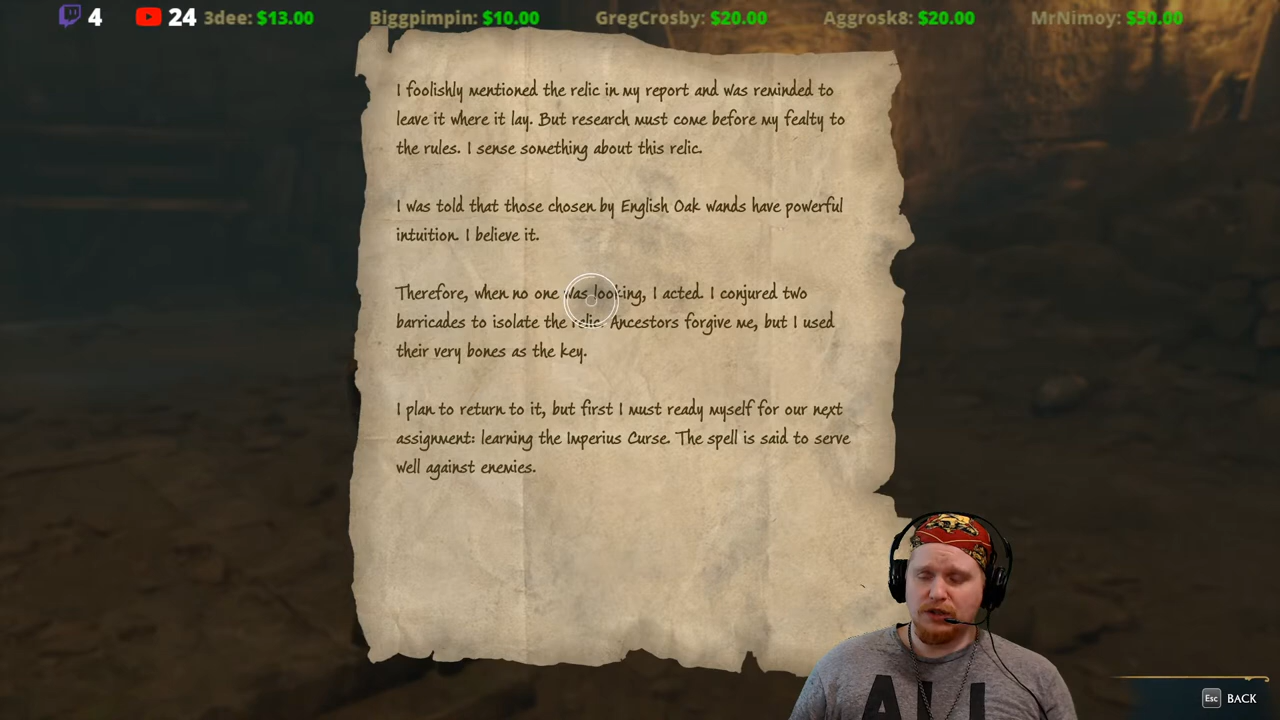 4 24 3dee: $13.00 Biggpimpin: $10.00 GregCrosby: $20.00 Aggrosk8: $20.00 MrNimoy: $50.00
I foolishly mentioned the relic in my report and was reminded to
leave it where it lay. But research must come before my fealty to
the rules. I sense something about this relic.
I was told that those chosen by English Oak wands have powerful
intuition. I believe it.
Therefore, when no one was looking, I acted. I conjured two
barricades to isolate the relic. Ancestors forgive me, but I used
their very bones as the key.
I plan to return to it, but first I must ready myself for our next
assignment: learning the Imperius Curse. The spell is said to serve
well against enemies.
ALL
Esc BACK